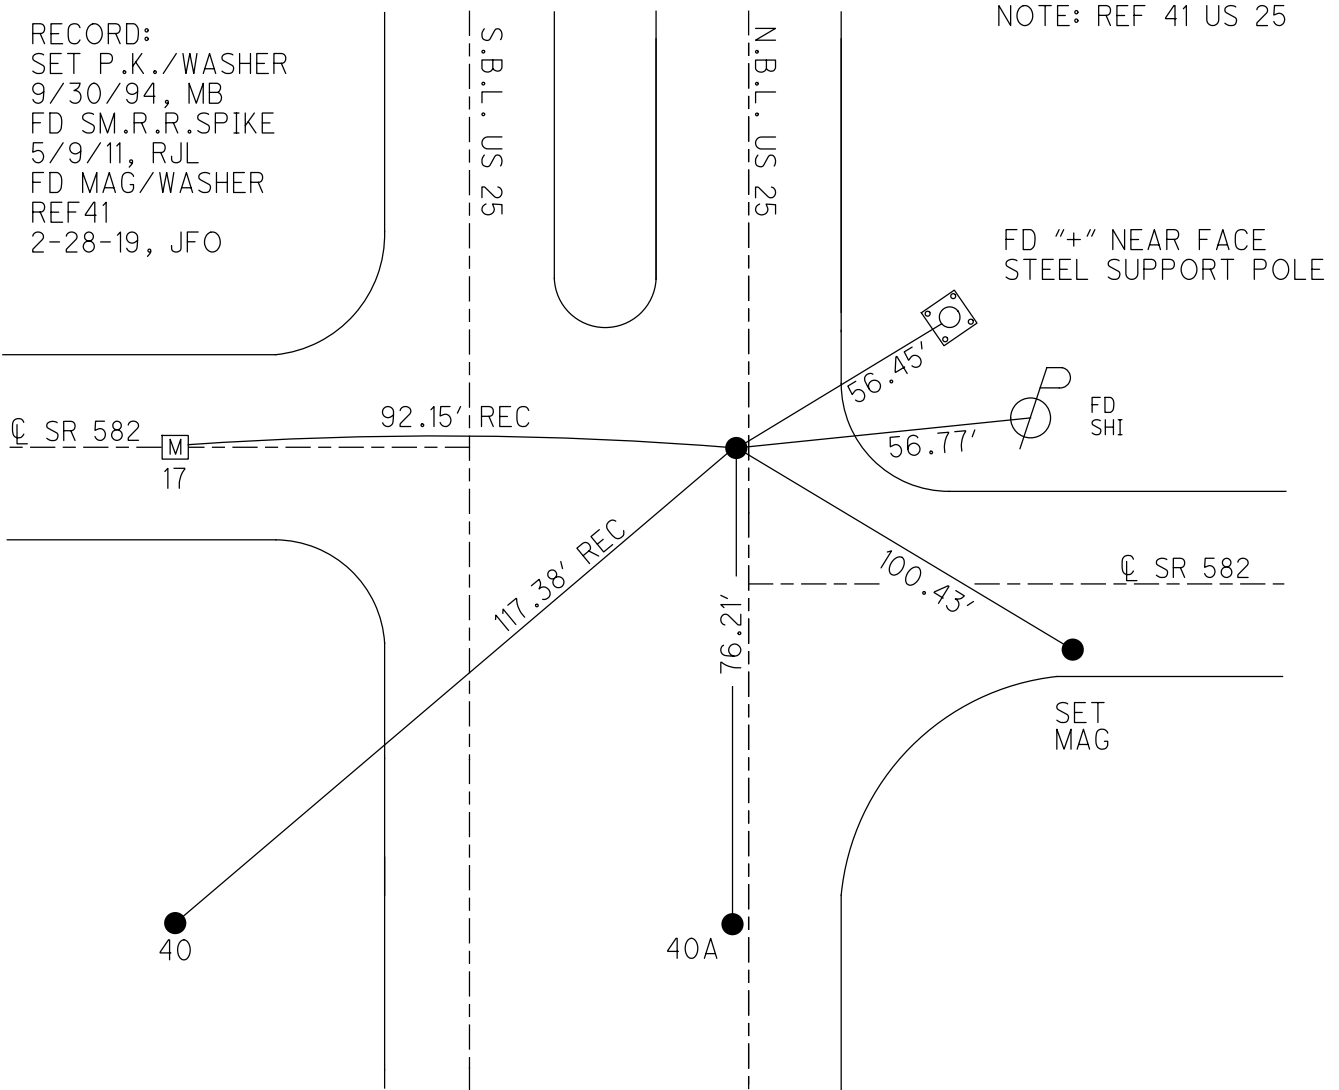 NOTE: REF 41 US 25
RECORD:
SET P.K./WASHER
9/30/94, MB
FD SM.R.R.SPIKE
5/9/11, RJL
FD MAG/WASHER
REF41
2-28-19, JFO
S.B.L. US 25
N.B.L. US 25
FD "+" NEAR FACE
STEEL SUPPORT POLE
56.45'
FD
SHI
56.77'
92.15' REC
℄ SR 582
M
17
117.38' REC
100.43'
℄ SR 582
76.21'
SET
MAG
40
40A